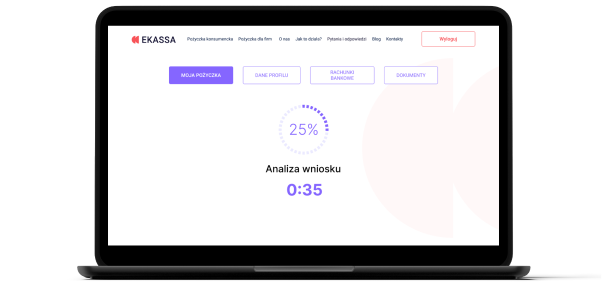 EKASSA
Pożyczka konsumencka Pożyczka dla firm O nas Jak to działa? Pytania i odpowiedzi Blog Kontakty
Wyloguj
MOJA POŻYCZKA
DANE PROFILU
RACHUNKI
BANKOWE
DOKUMENTY
25%
Analiza wniosku
0:35